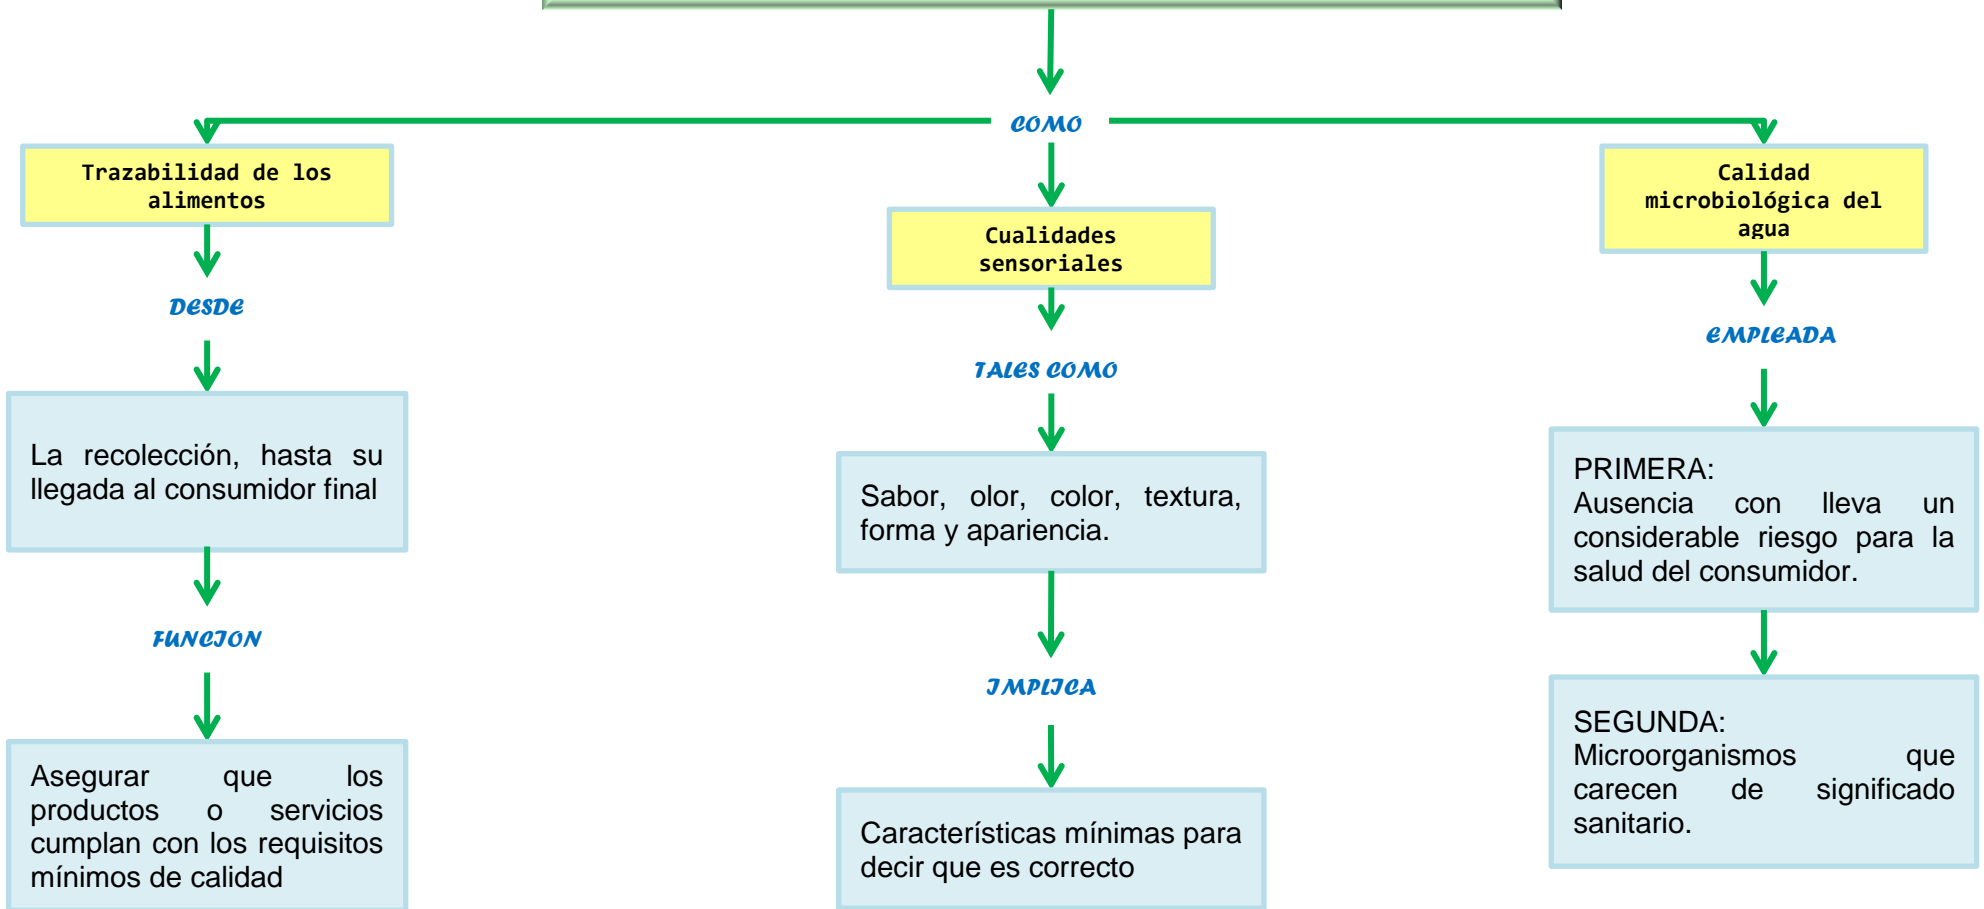 COMO
Trazabilidad de los
alimentos
DESDE
La recolección, hasta su
llegada al consumidor final
FUNCION
Asegurar que los
productos o servicios
cumplan con los requisitos
mínimos de calidad
Cualidades
sensoriales
TALES COMO
Sabor, olor, color, textura,
forma y apariencia.
IMPLICA
Características mínimas para
decir que es correcto
Calidad
microbiológica del
agua
EMPLEADA
PRIMERA:
Ausencia con lleva un
considerable riesgo para la
salud del consumidor.
SEGUNDA:
Microorganismos que
carecen de significado
sanitario.